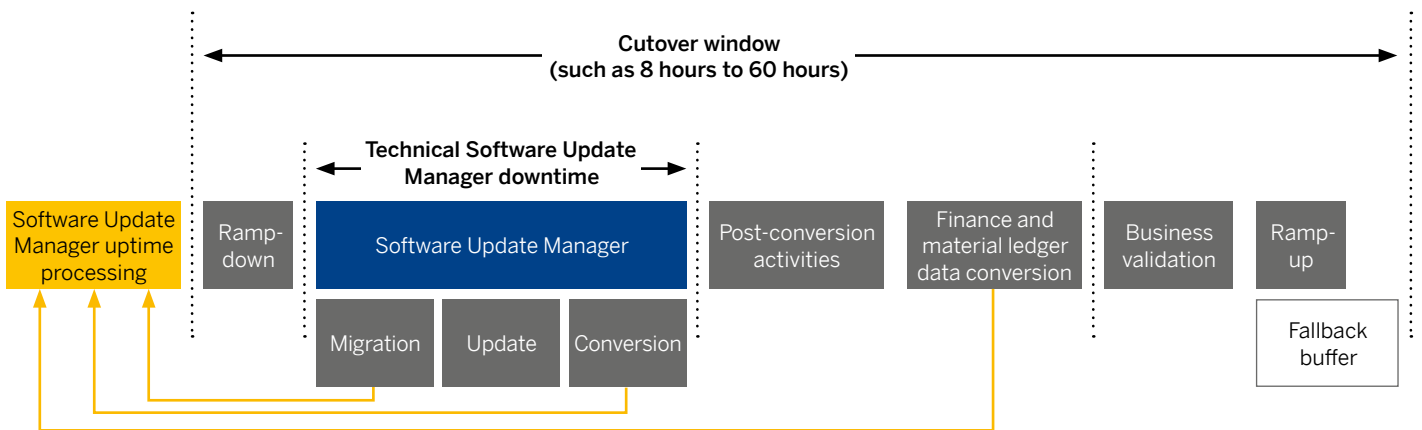 Cutover window
(such as 8 hours to 60 hours)
Technical Software Update
Manager downtime
Software Update
Manager uptime
processing
Ramp-
down
Software Update Manager
Post-conversion
activities
Finance and
material ledger
data conversion
Business
validation
Ramp-
up
Migration
Update
Conversion
Fallback
buffer